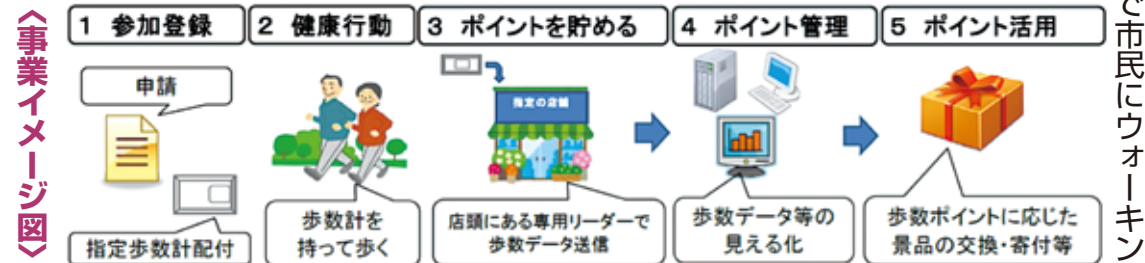 〈事業イメージ図〉
1 参加登録
申請
指定歩数計配付
2 健康行動
歩数計を
持って歩く
3 ポイントを貯める
指定の店舗
店頭にある専用リーダーで
歩数データ送信
4 ポイント管理
歩数データ等の
見える化
5 ポイント活用
歩数ポイントに応じた
景品の交換・寄付等
で市民にウォーキン